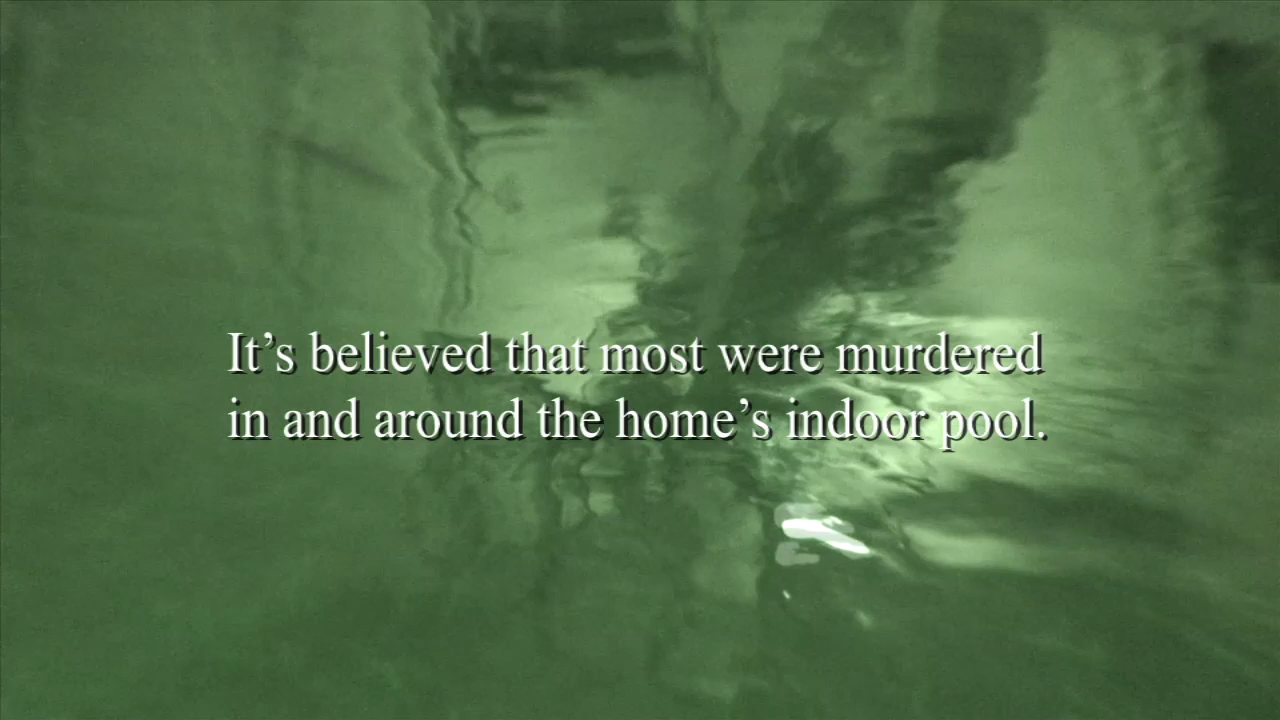 It’s believed that most were murdered
in and around the home’s indoor pool.